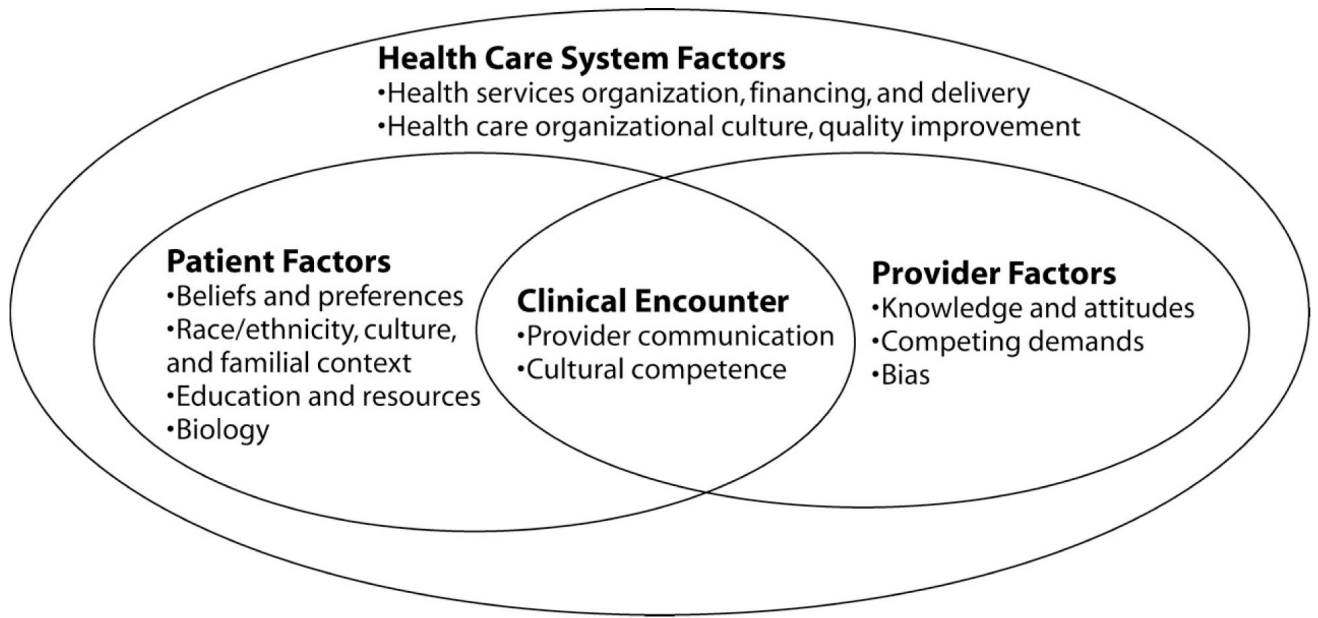 Health Care System Factors
•Health services organization, financing, and delivery
•Health care organizational culture, quality improvement
Patient Factors
•Beliefs and preferences
•Race/ethnicity, culture,
and familial context
•Education and resources
•Biology
Clinical Encounter
•Provider communication
•Cultural competence
Provider Factors
•Knowledge and attitudes
•Competing demands
•Bias